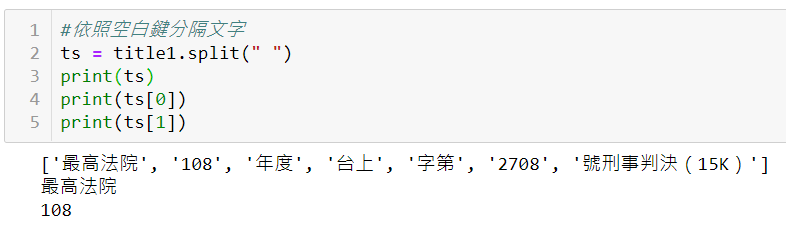 1 #依照空白鍵分隔文字
2 ts = title1.split(" ")
3 print(ts)
4 print(ts[0])
5 print(ts[1])
['最高法院', '108', '年度', '台上', '字第', '2708', '號刑事判決（15K）']
最高法院
108